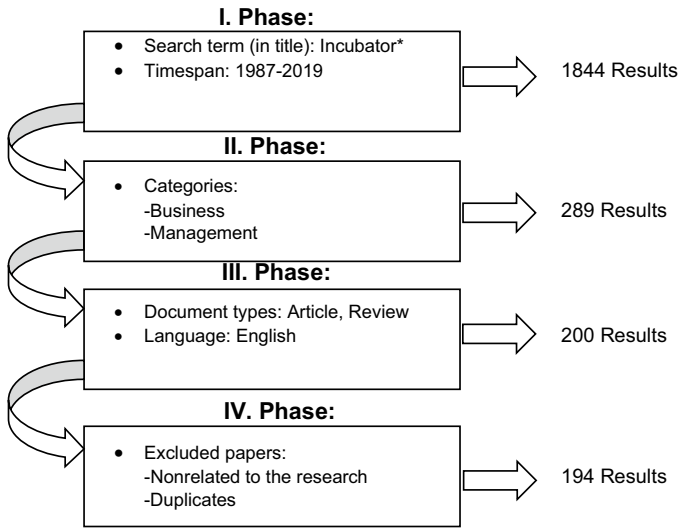 I. Phase:
• Search term (in title): Incubator*
• Timespan: 1987-2019
1844 Results
II. Phase:
• Categories:
-Business
-Management
289 Results
III. Phase:
• Document types: Article, Review
• Language: English
200 Results
IV. Phase:
• Excluded papers:
-Nonrelated to the research
-Duplicates
194 Results